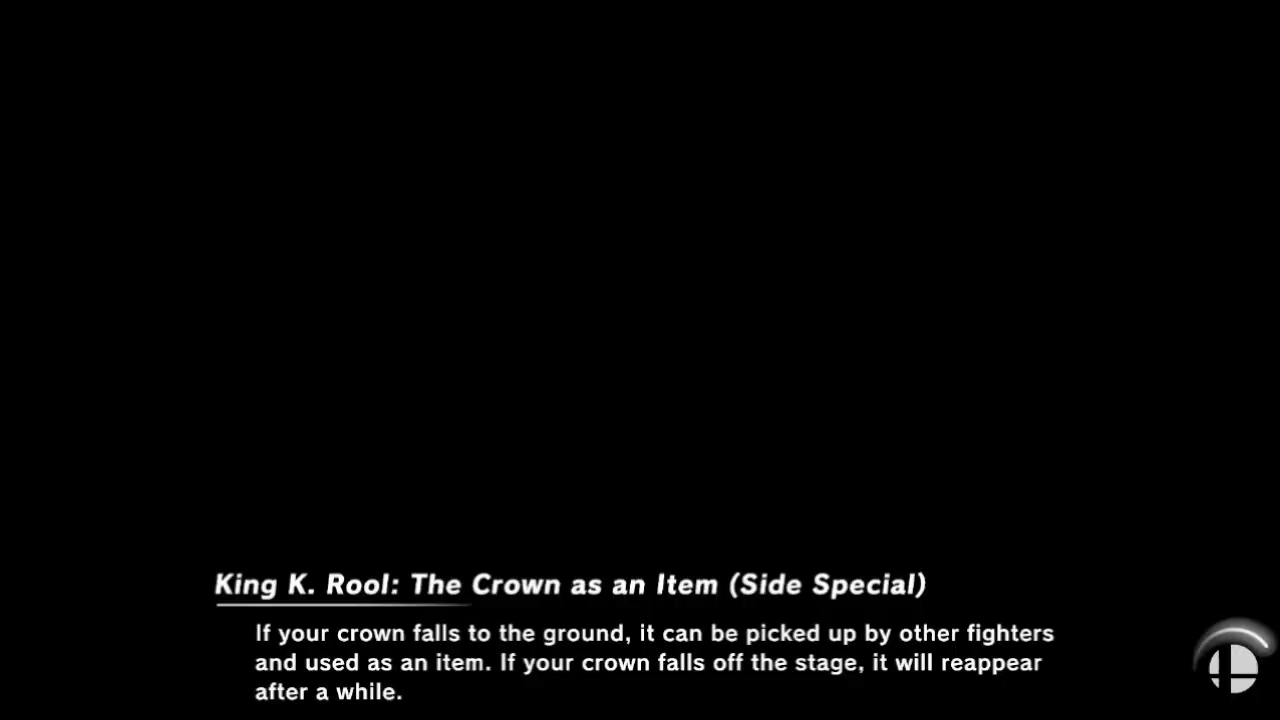 King K. Rool: The Crown as an Item (Side Special)
If your crown falls to the ground, it can be picked up by other fighters
and used as an item. If your crown falls off the stage, it will reappear
after a while.